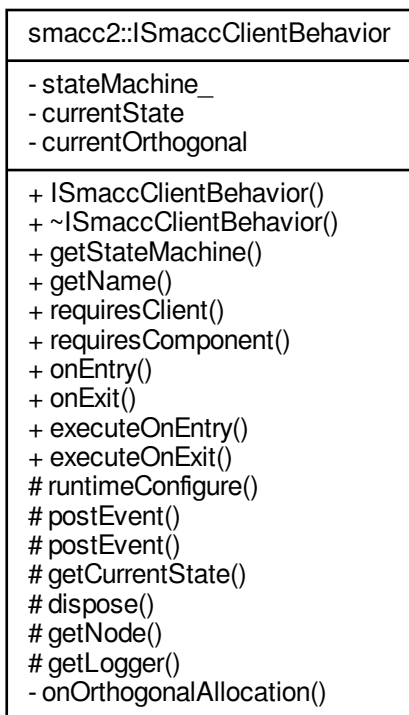 smacc2::ISmaccClientBehavior
- stateMachine_
- currentState
- currentOrthogonal
+ ISmaccClientBehavior()
+ ~ISmaccClientBehavior()
+ getStateMachine()
+ getName()
+ requiresClient()
+ requiresComponent()
+ onEntry()
+ onExit()
+ executeOnEntry()
+ executeOnExit()
# runtimeConfigure()
# postEvent()
# postEvent()
# getCurrentState()
# dispose()
# getNode()
# getLogger()
- onOrthogonalAllocation()